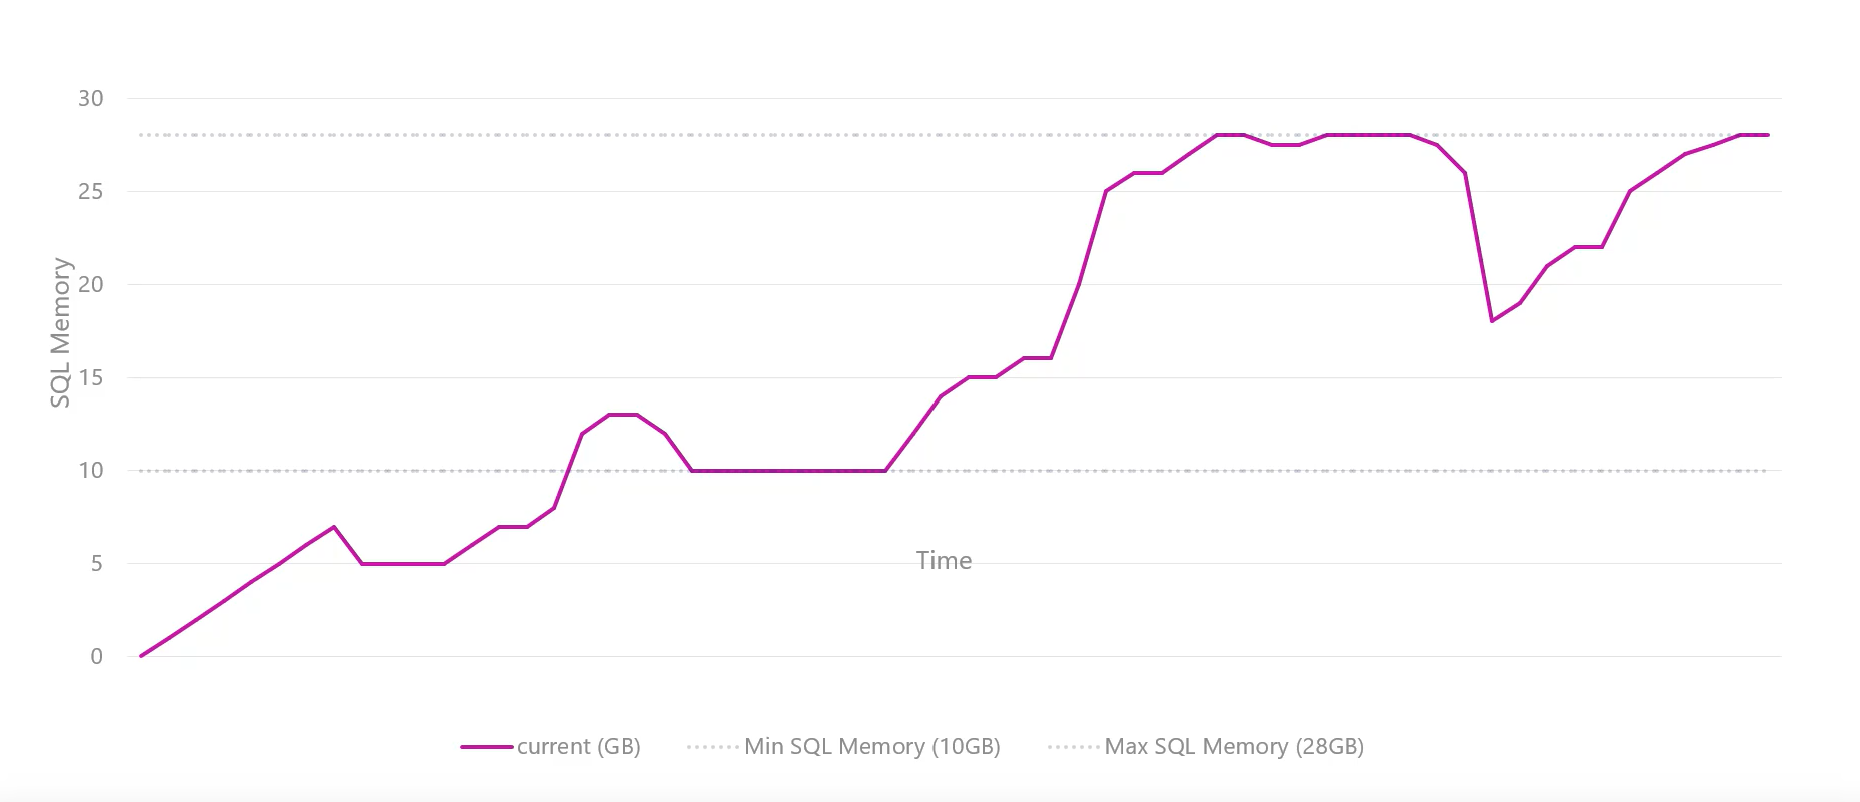 30
25
20
15
10
5
0
SQL Memory
Time
current (GB)
Min SQL Memory (10GB)
Max SQL Memory (28GB)